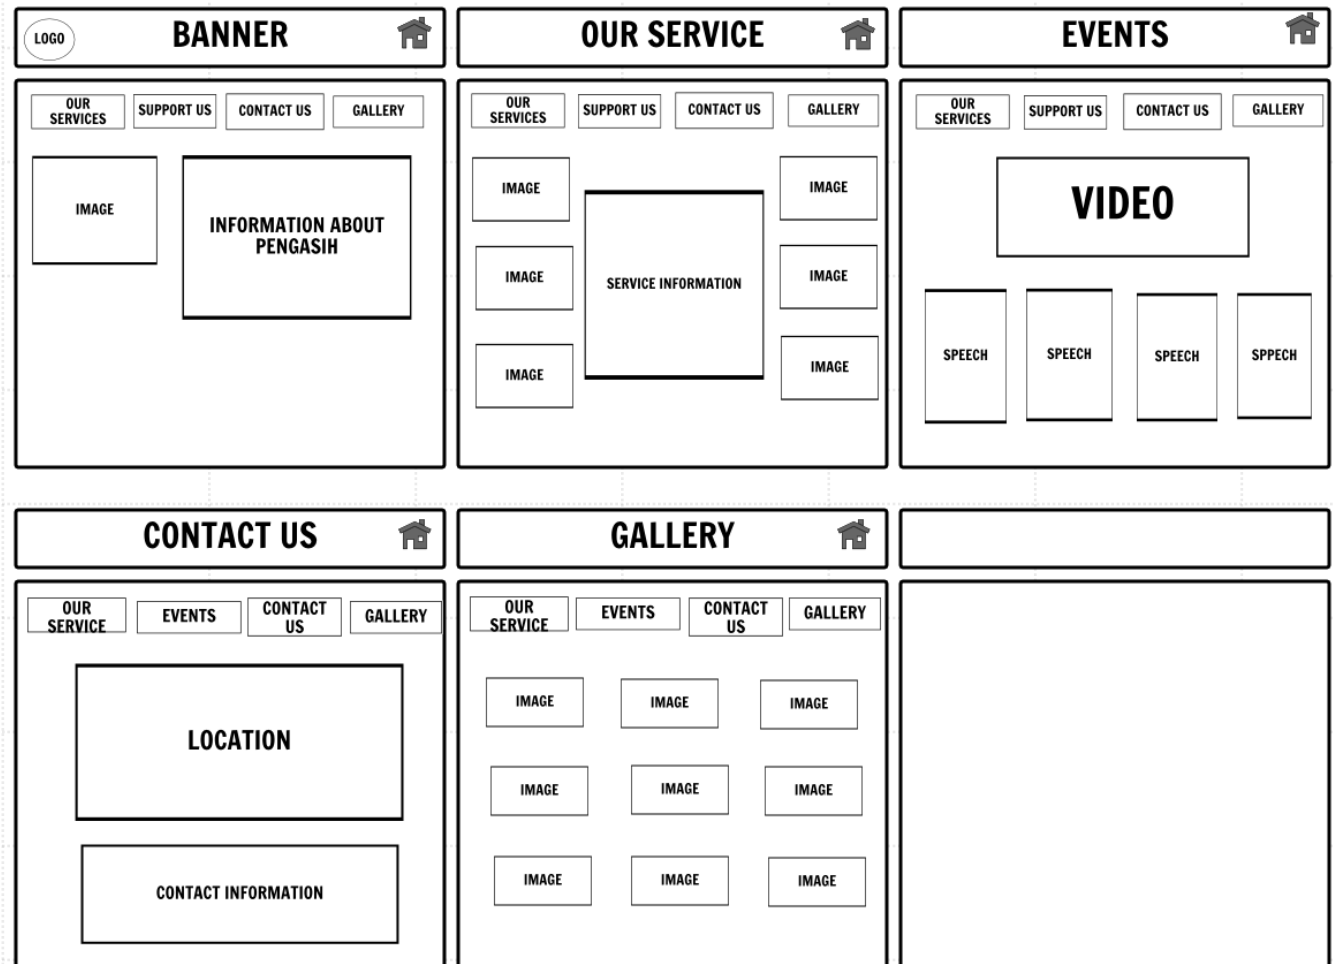 LOGO
BANNER
OUR
SERVICES
SUPPORT US
CONTACT US
GALLERY
IMAGE
INFORMATION ABOUT
PENGASIH
OUR SERVICE
OUR
SERVICES
SUPPORT US
CONTACT US
GALLERY
IMAGE
IMAGE
IMAGE
SERVICE INFORMATION
IMAGE
IMAGE
IMAGE
EVENTS
OUR
SERVICES
SUPPORT US
CONTACT US
GALLERY
VIDEO
SPEECH
SPEECH
SPEECH
SPPECH
CONTACT US
OUR
SERVICE
EVENTS
CONTACT
US
GALLERY
LOCATION
CONTACT INFORMATION
GALLERY
OUR
SERVICE
EVENTS
CONTACT
US
GALLERY
IMAGE
IMAGE
IMAGE
IMAGE
IMAGE
IMAGE
IMAGE
IMAGE
IMAGE